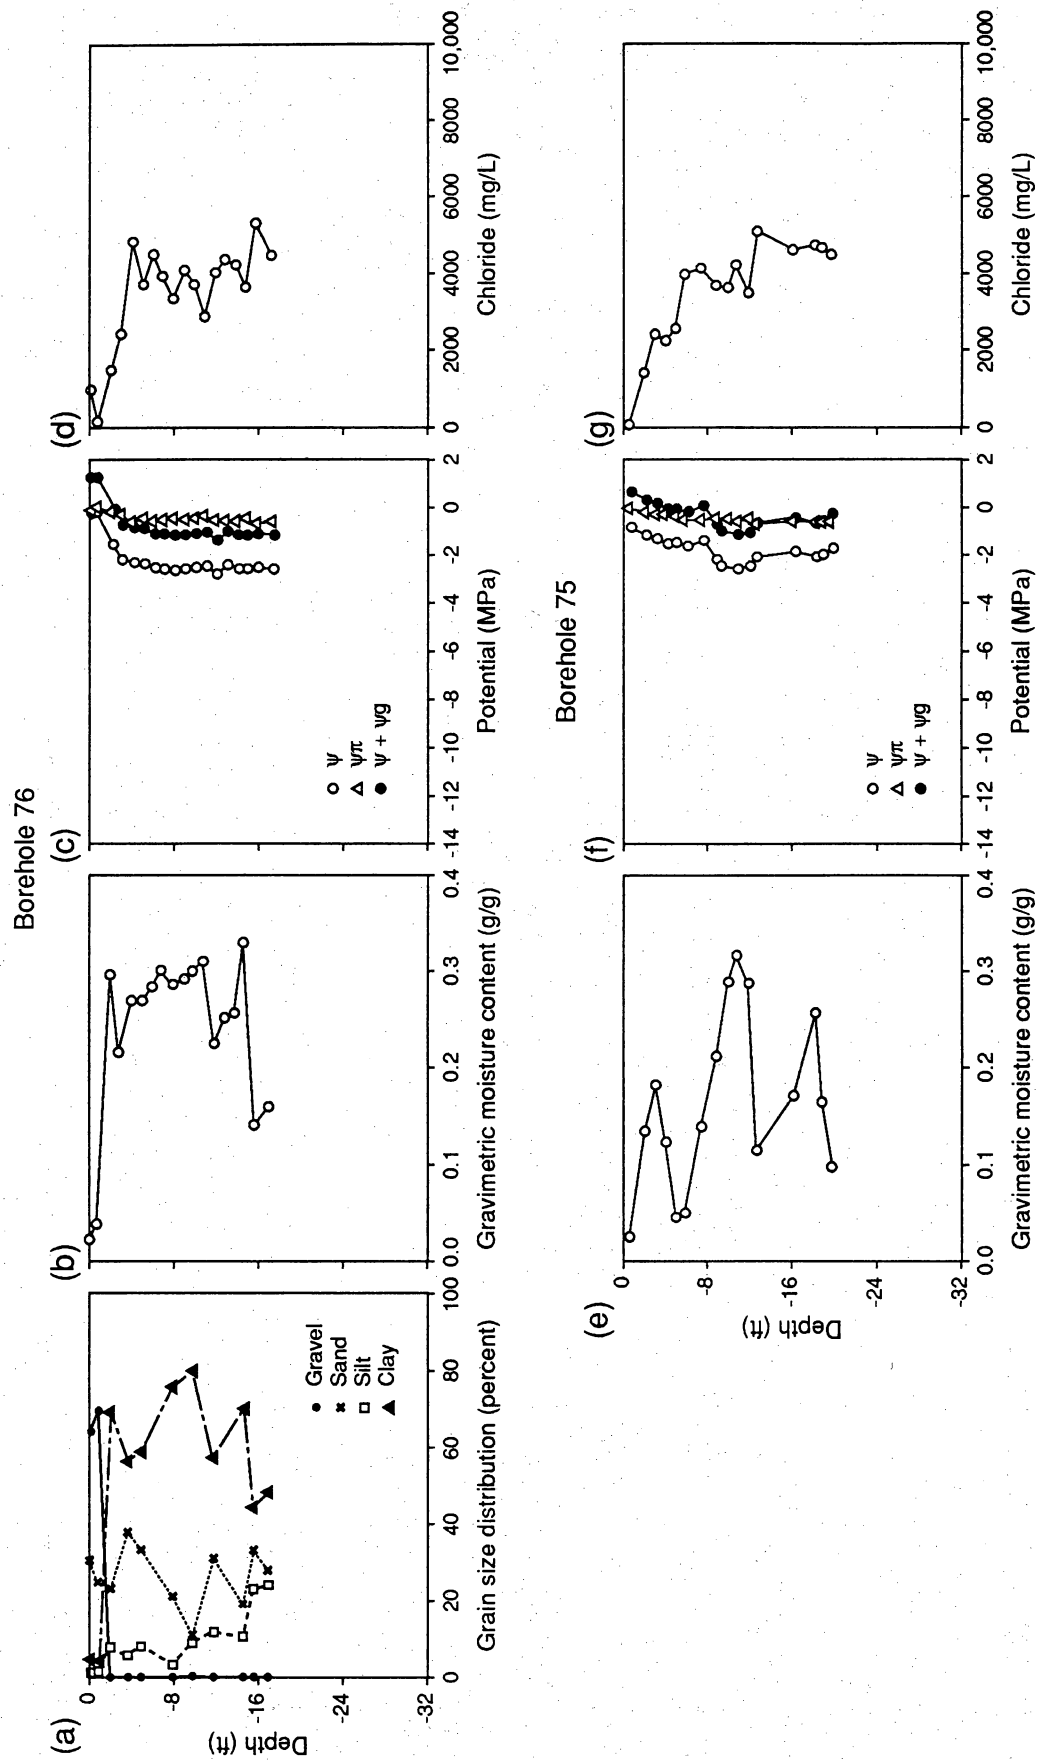 Borehole 76
(a)
Depth (ft)
0
-8
-16
-24
-32
0 20 40 60 80 100
Grain size distribution (percent)
Gravel
Sand
Silt
Clay
(b)
0.0 0.1 0.2 0.3 0.4
Gravimetric moisture content (g/g)
(c)
ψ
ψπ
ψ + ψg
-14 -12 -10 -8 -6 -4 -2 0 2
Potential (MPa)
(d)
0 2000 4000 6000 8000 10,000
Chloride (mg/L)
Borehole 75
(e)
Depth (ft)
0
-8
-16
-24
-32
0.0 0.1 0.2 0.3 0.4
Gravimetric moisture content (g/g)
(f)
ψ
ψπ
ψ + ψg
-14 -12 -10 -8 -6 -4 -2 0 2
Potential (MPa)
(g)
0 2000 4000 6000 8000 10,000
Chloride (mg/L)